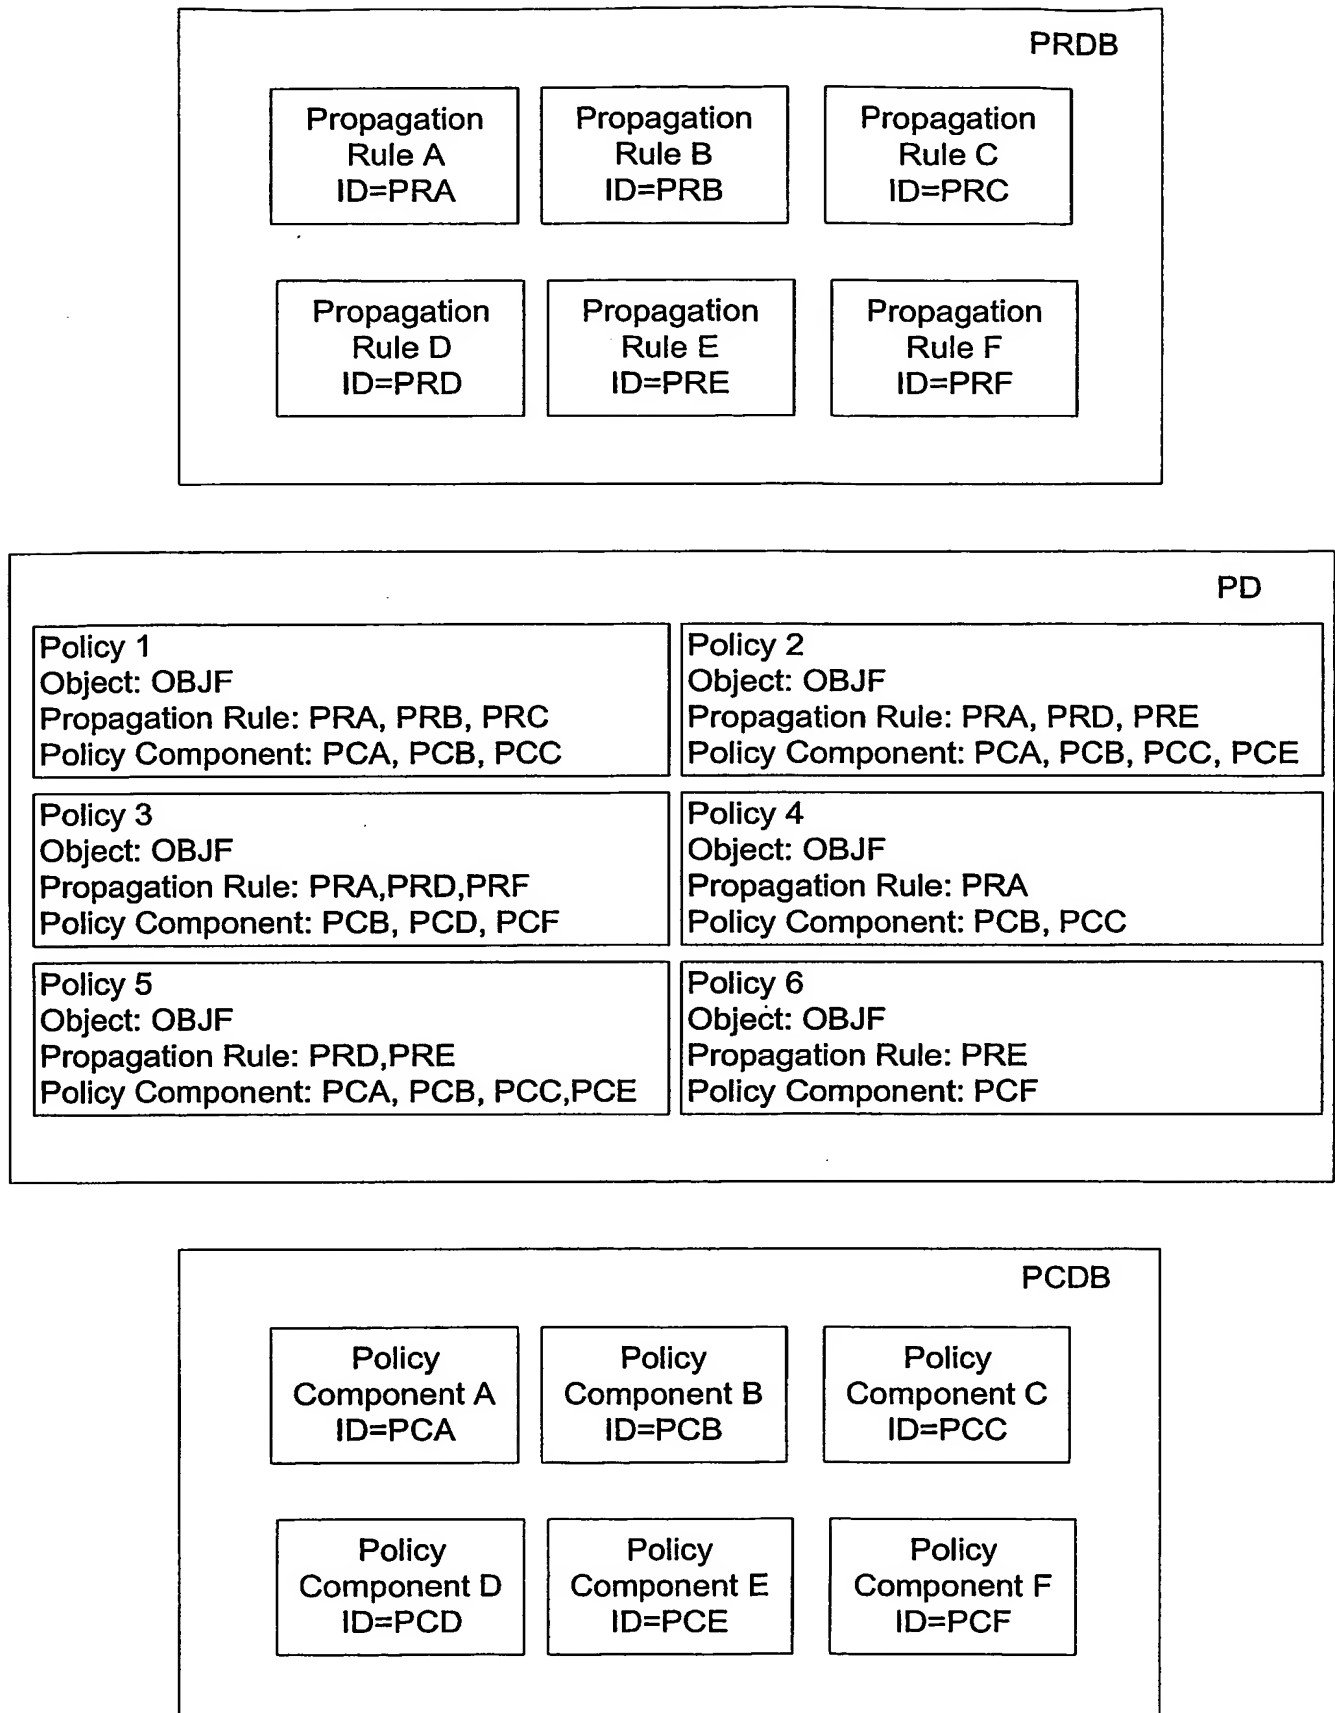 PRDB
Propagation
Rule A
ID=PRA
Propagation
Rule B
ID=PRB
Propagation
Rule C
ID=PRC
Propagation
Rule D
ID=PRD
Propagation
Rule E
ID=PRE
Propagation
Rule F
ID=PRF
PD
Policy 1
Object: OBJF
Propagation Rule: PRA, PRB, PRC
Policy Component: PCA, PCB, PCC
Policy 2
Object: OBJF
Propagation Rule: PRA, PRD, PRE
Policy Component: PCA, PCB, PCC, PCE
Policy 3
Object: OBJF
Propagation Rule: PRA,PRD,PRF
Policy Component: PCB, PCD, PCF
Policy 4
Object: OBJF
Propagation Rule: PRA
Policy Component: PCB, PCC
Policy 5
Object: OBJF
Propagation Rule: PRD,PRE
Policy Component: PCA, PCB, PCC,PCE
Policy 6
Object: OBJF
Propagation Rule: PRE
Policy Component: PCF
PCDB
Policy
Component A
ID=PCA
Policy
Component B
ID=PCB
Policy
Component C
ID=PCC
Policy
Component D
ID=PCD
Policy
Component E
ID=PCE
Policy
Component F
ID=PCF